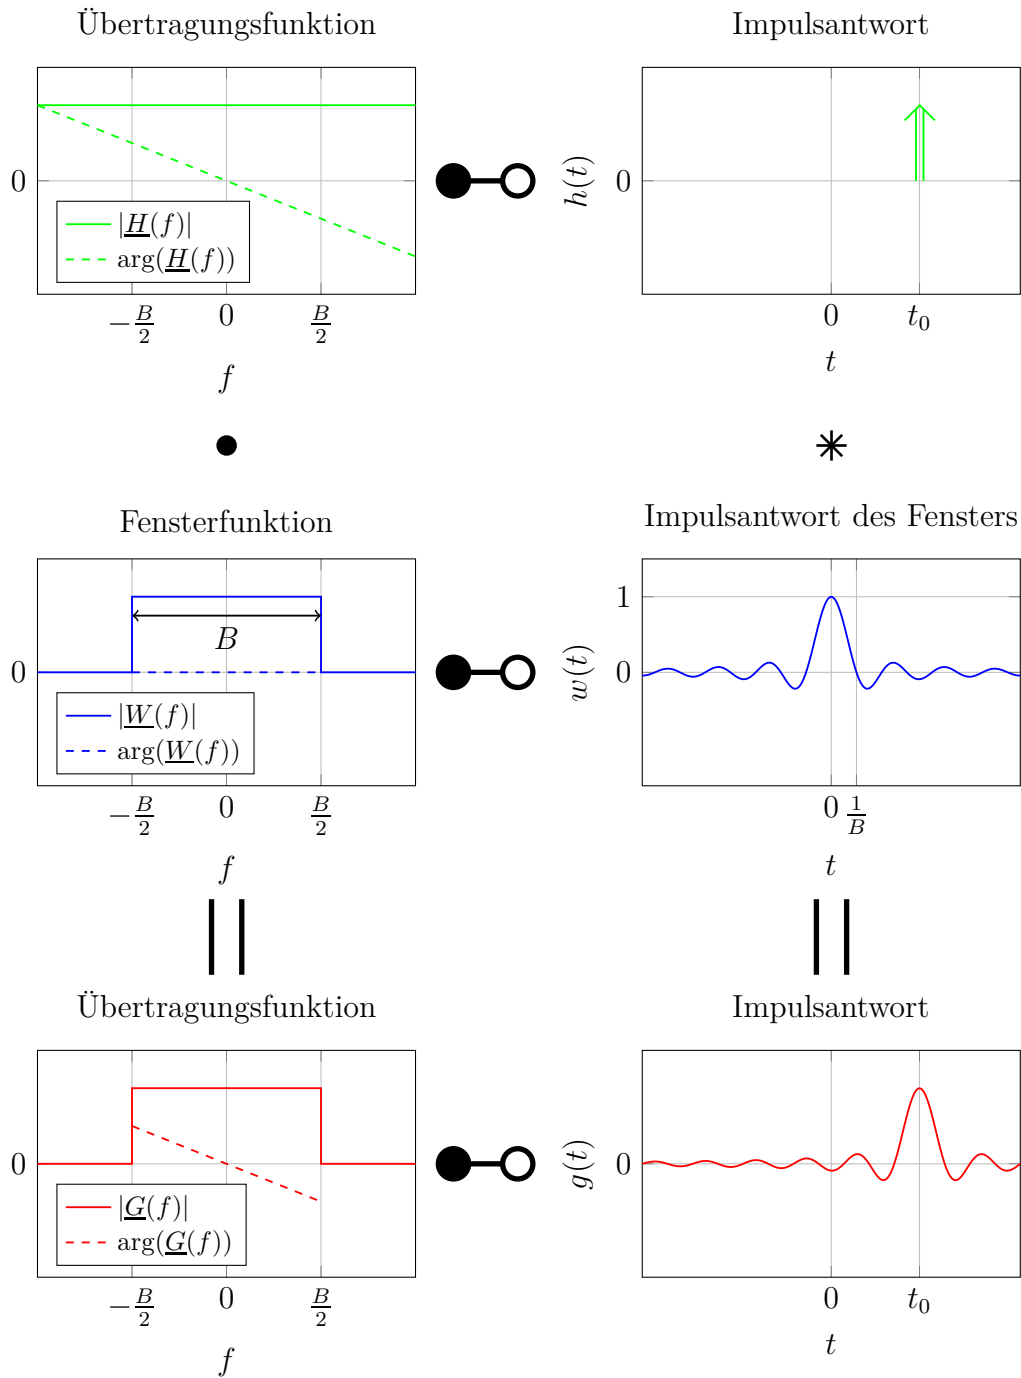 Übertragungsfunktion
0
|H(f)|
arg(H(f))
−B/2 0 B/2
f
Impulsantwort
h(t)
0
0 t₀
t
Fensterfunktion
0
B
|W(f)|
arg(W(f))
−B/2 0 B/2
f
Impulsantwort des Fensters
w(t)
1
0
0 1/B
t
Übertragungsfunktion
0
|G(f)|
arg(G(f))
−B/2 0 B/2
f
Impulsantwort
g(t)
0
0 t₀
t